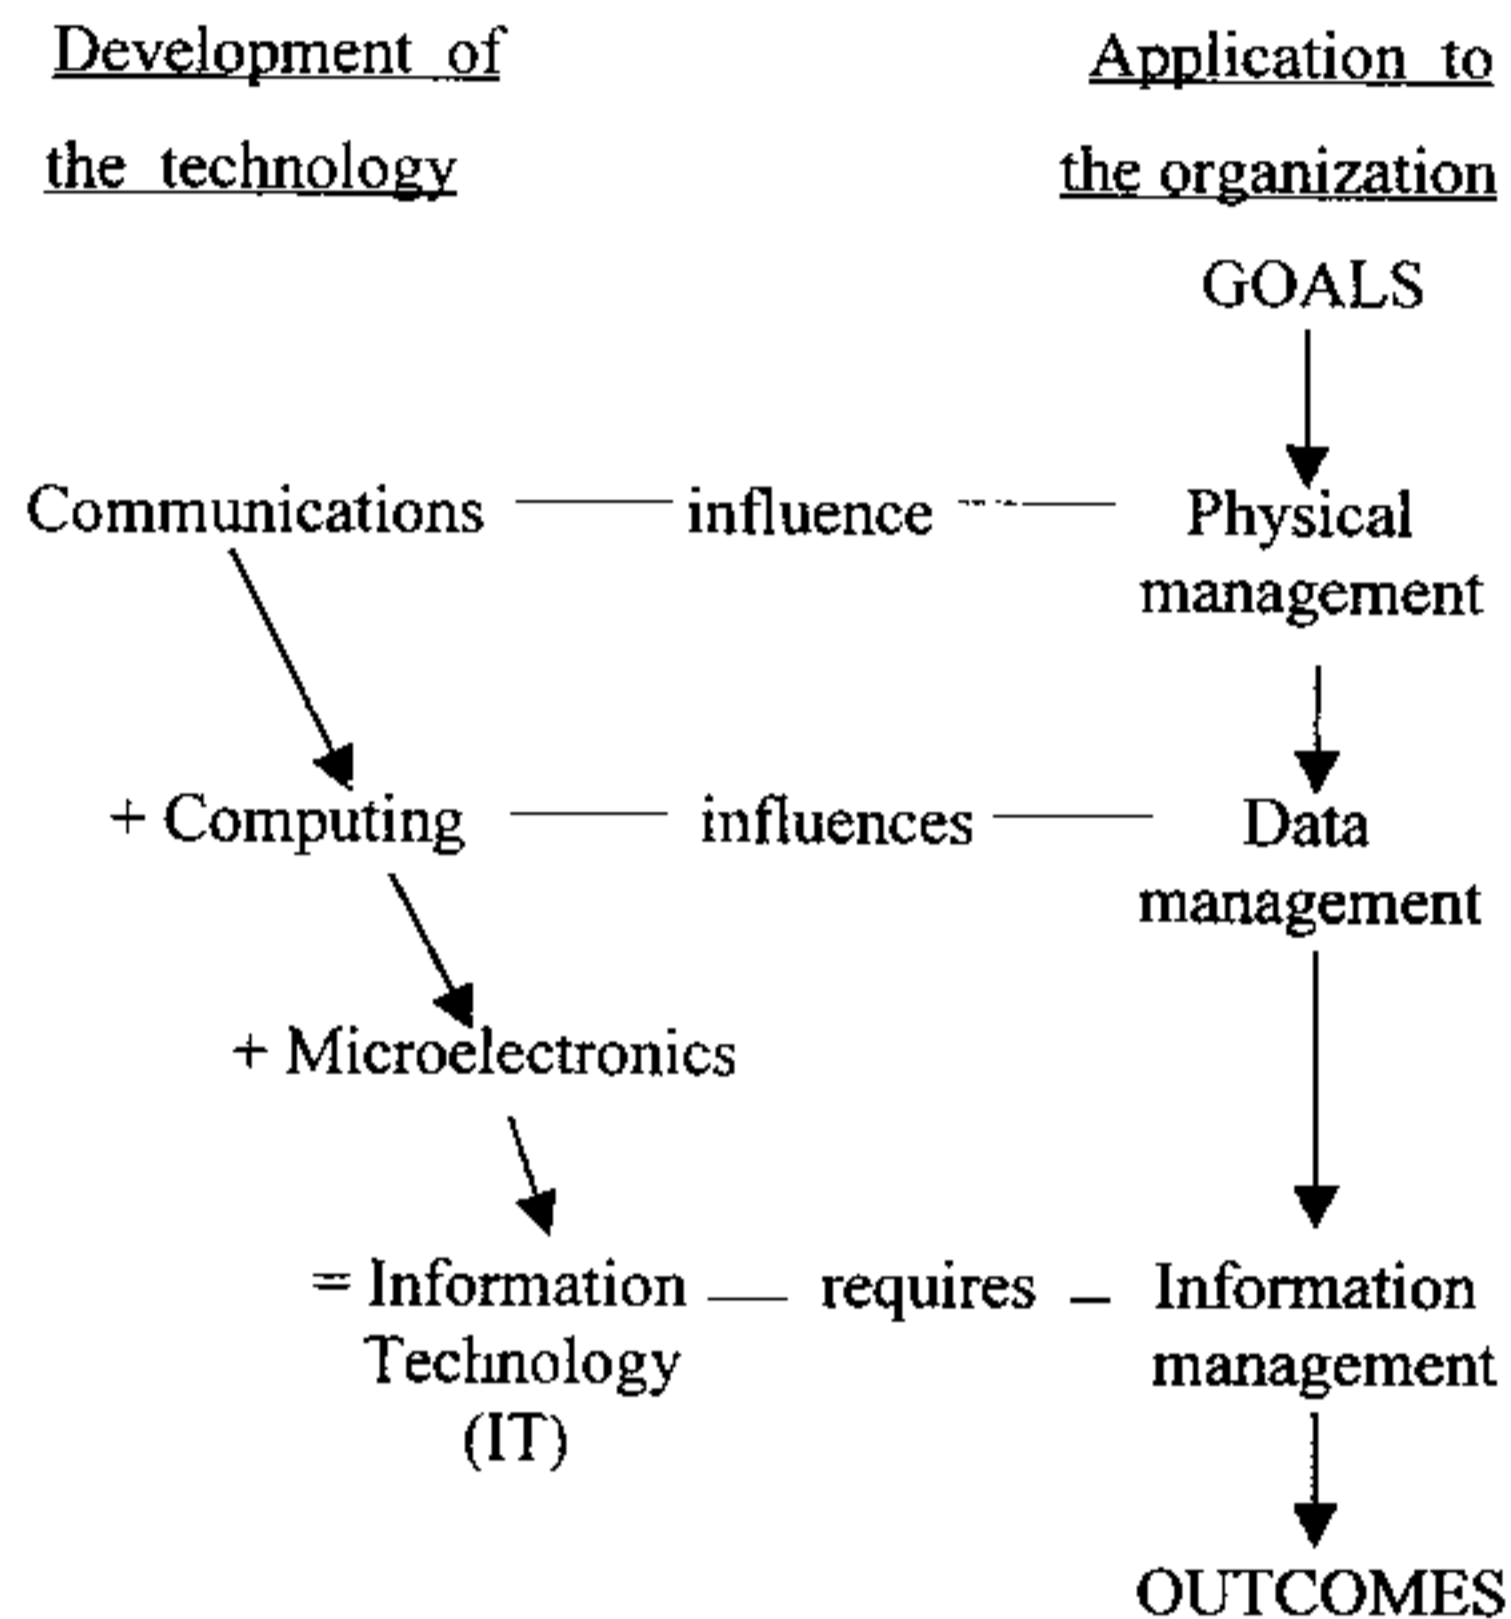 Development of
the technology
Application to
the organization
GOALS
Communications
influence
Physical
management
+ Computing
influences
Data
management
+ Microelectronics
= Information
Technology
(IT)
requires
Information
management
OUTCOMES